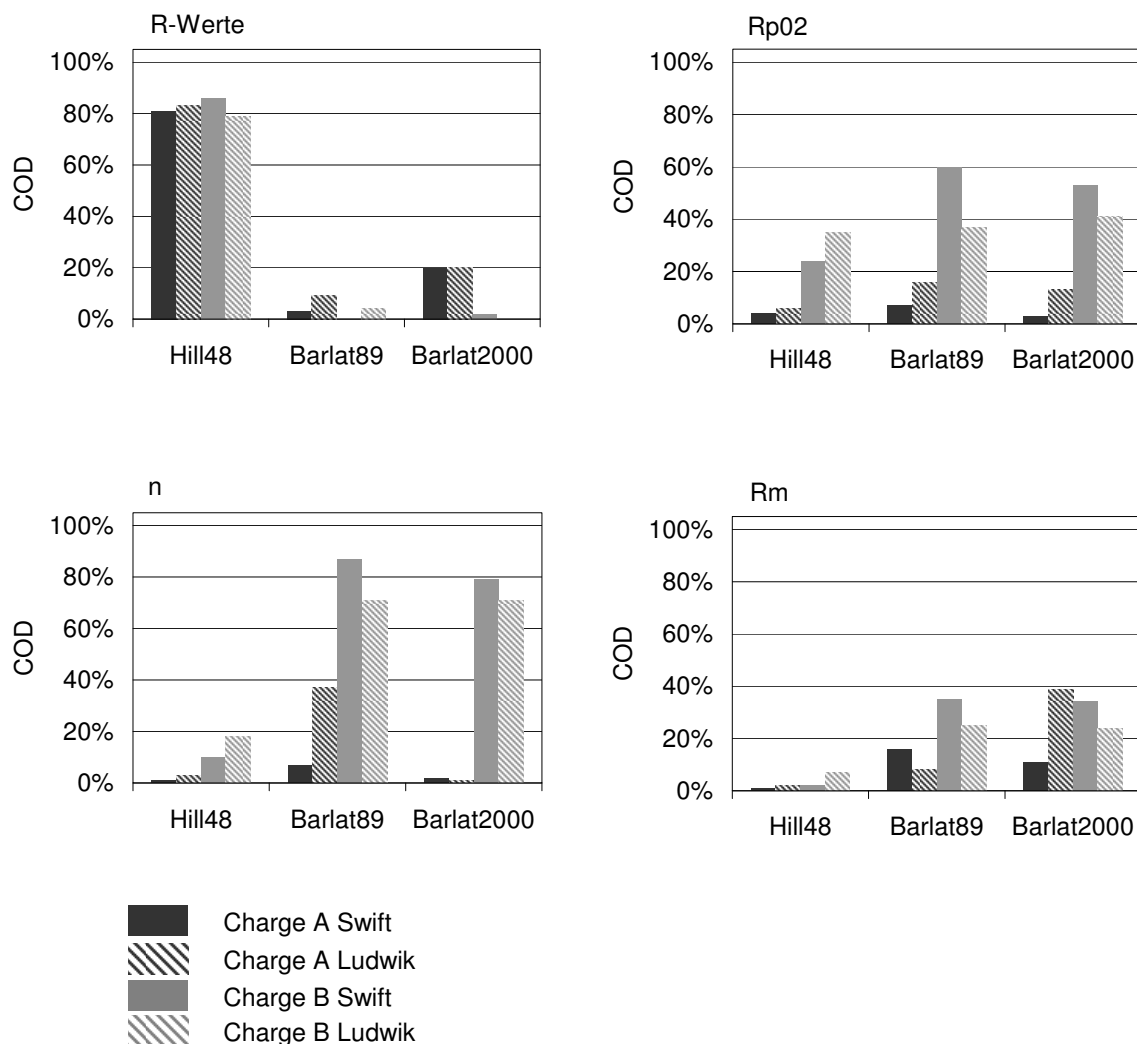 R-Werte
100%
80%
60%
40%
20%
0%
COD
Hill48 Barlat89 Barlat2000
Rp02
100%
80%
60%
40%
20%
0%
COD
Hill48 Barlat89 Barlat2000
n
100%
80%
60%
40%
20%
0%
COD
Hill48 Barlat89 Barlat2000
Rm
100%
80%
60%
40%
20%
0%
COD
Hill48 Barlat89 Barlat2000
Charge A Swift
Charge A Ludwik
Charge B Swift
Charge B Ludwik